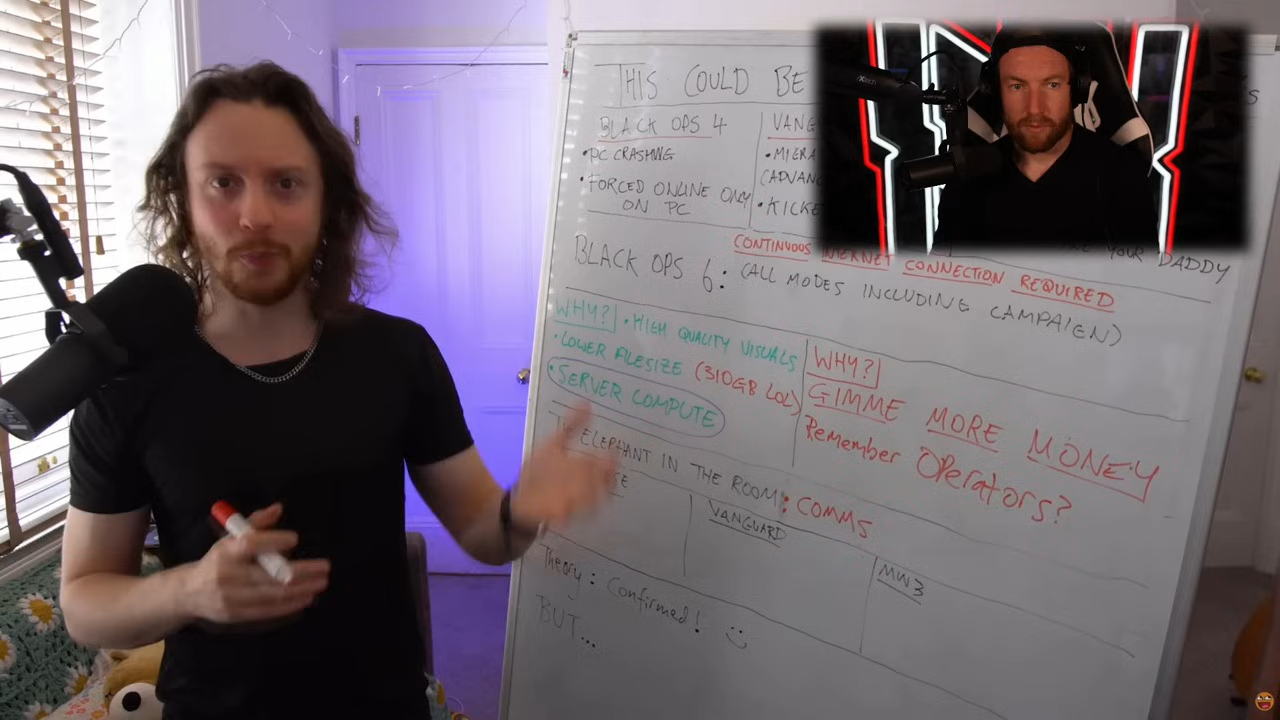 THIS COULD BE
BLACK OPS 4
• PC CRASHING
• FORCED ONLINE ONLY
ON PC
VANG
• MIGRA
(ADVANC
• KICKE
YOUR DADDY
CONTINUOUS INTERNET CONNECTION REQUIRED
BLACK OPS 6: (ALL MODES INCLUDING CAMPAIGN)
WHY? • HIGH QUALITY VISUALS
• LOWER FILESIZE (310GB LOL)
• SERVER COMPUTE
WHY?
GIMME MORE MONEY
Remember Operators?
THE ELEPHANT IN THE ROOM: COMMS
VANGUARD
MW3
Theory: Confirmed!
BUT...